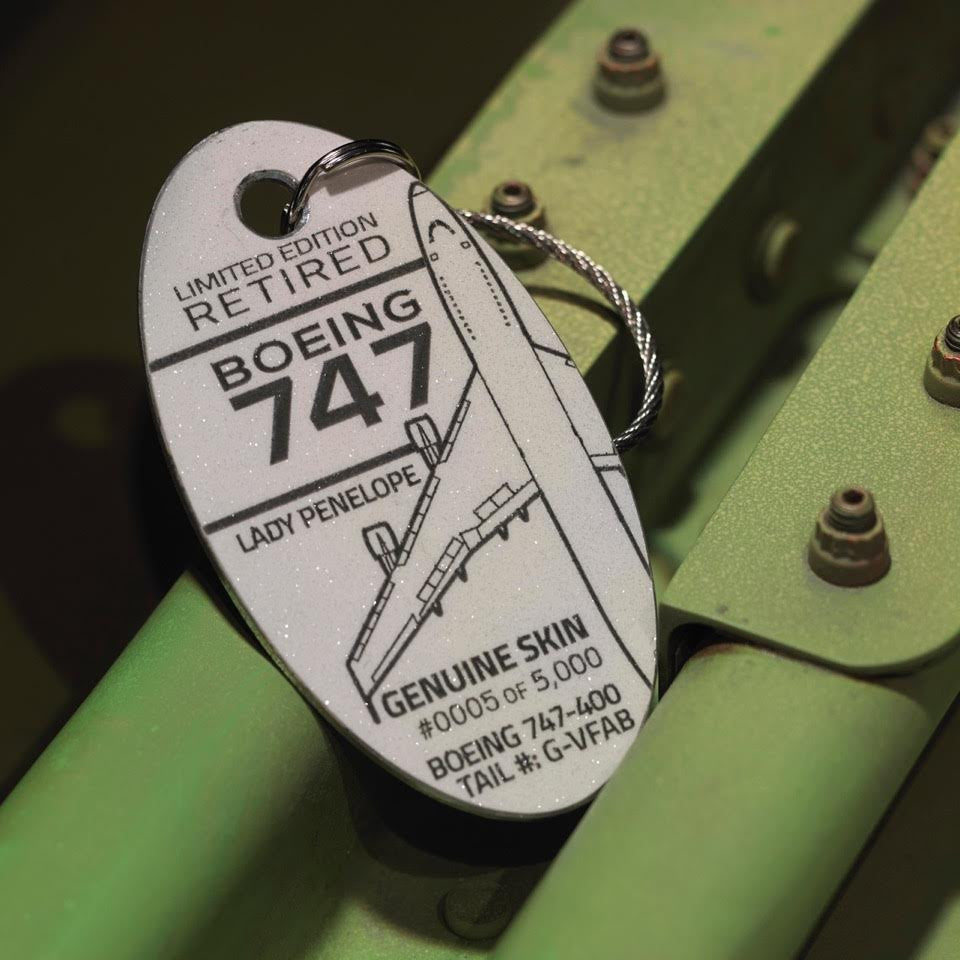 LIMITED EDITION
RETIRED
BOEING
747
LADY PENELOPE
GENUINE SKIN
#0005 OF 5,000
BOEING 747-400
TAIL #: G-VFAB